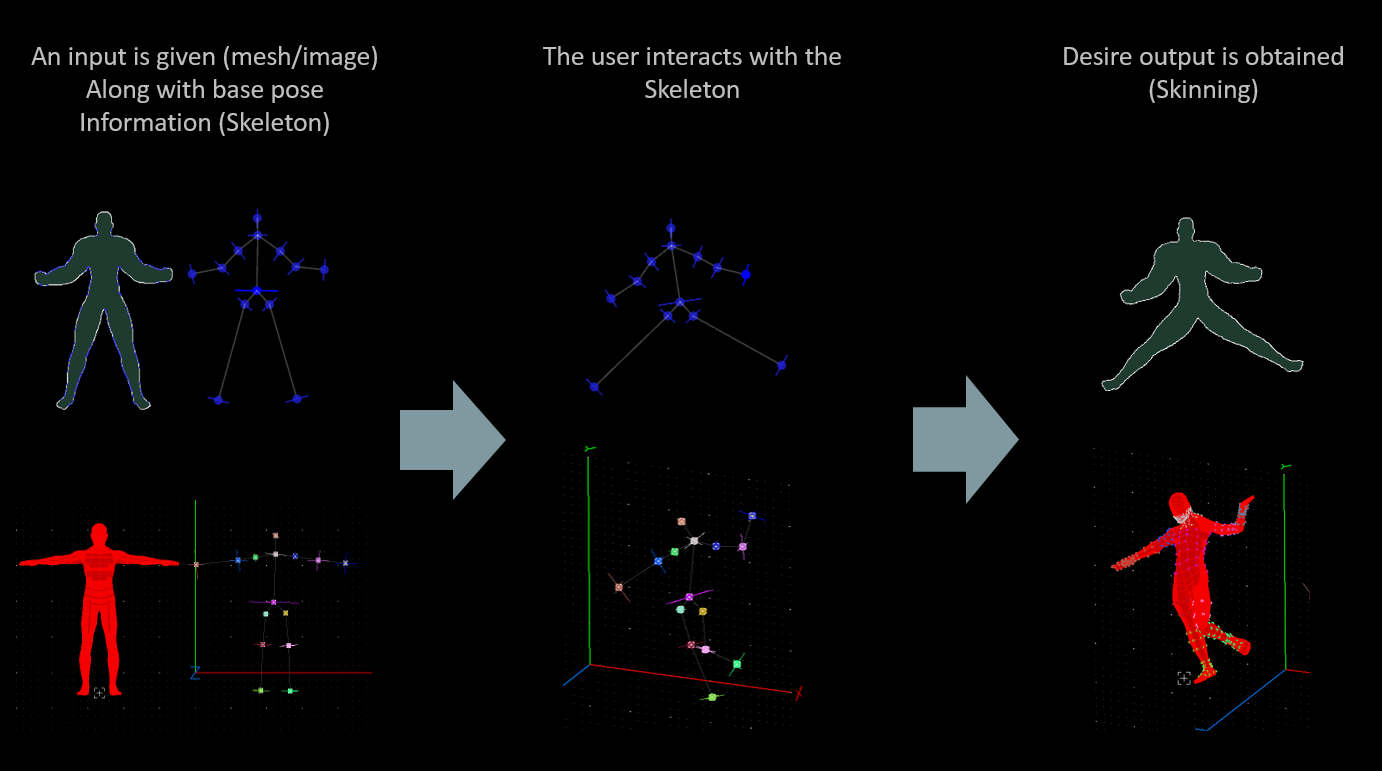 An input is given (mesh/image)
Along with base pose
Information (Skeleton)
The user interacts with the
Skeleton
Desire output is obtained
(Skinning)
Z
Y
X
Y